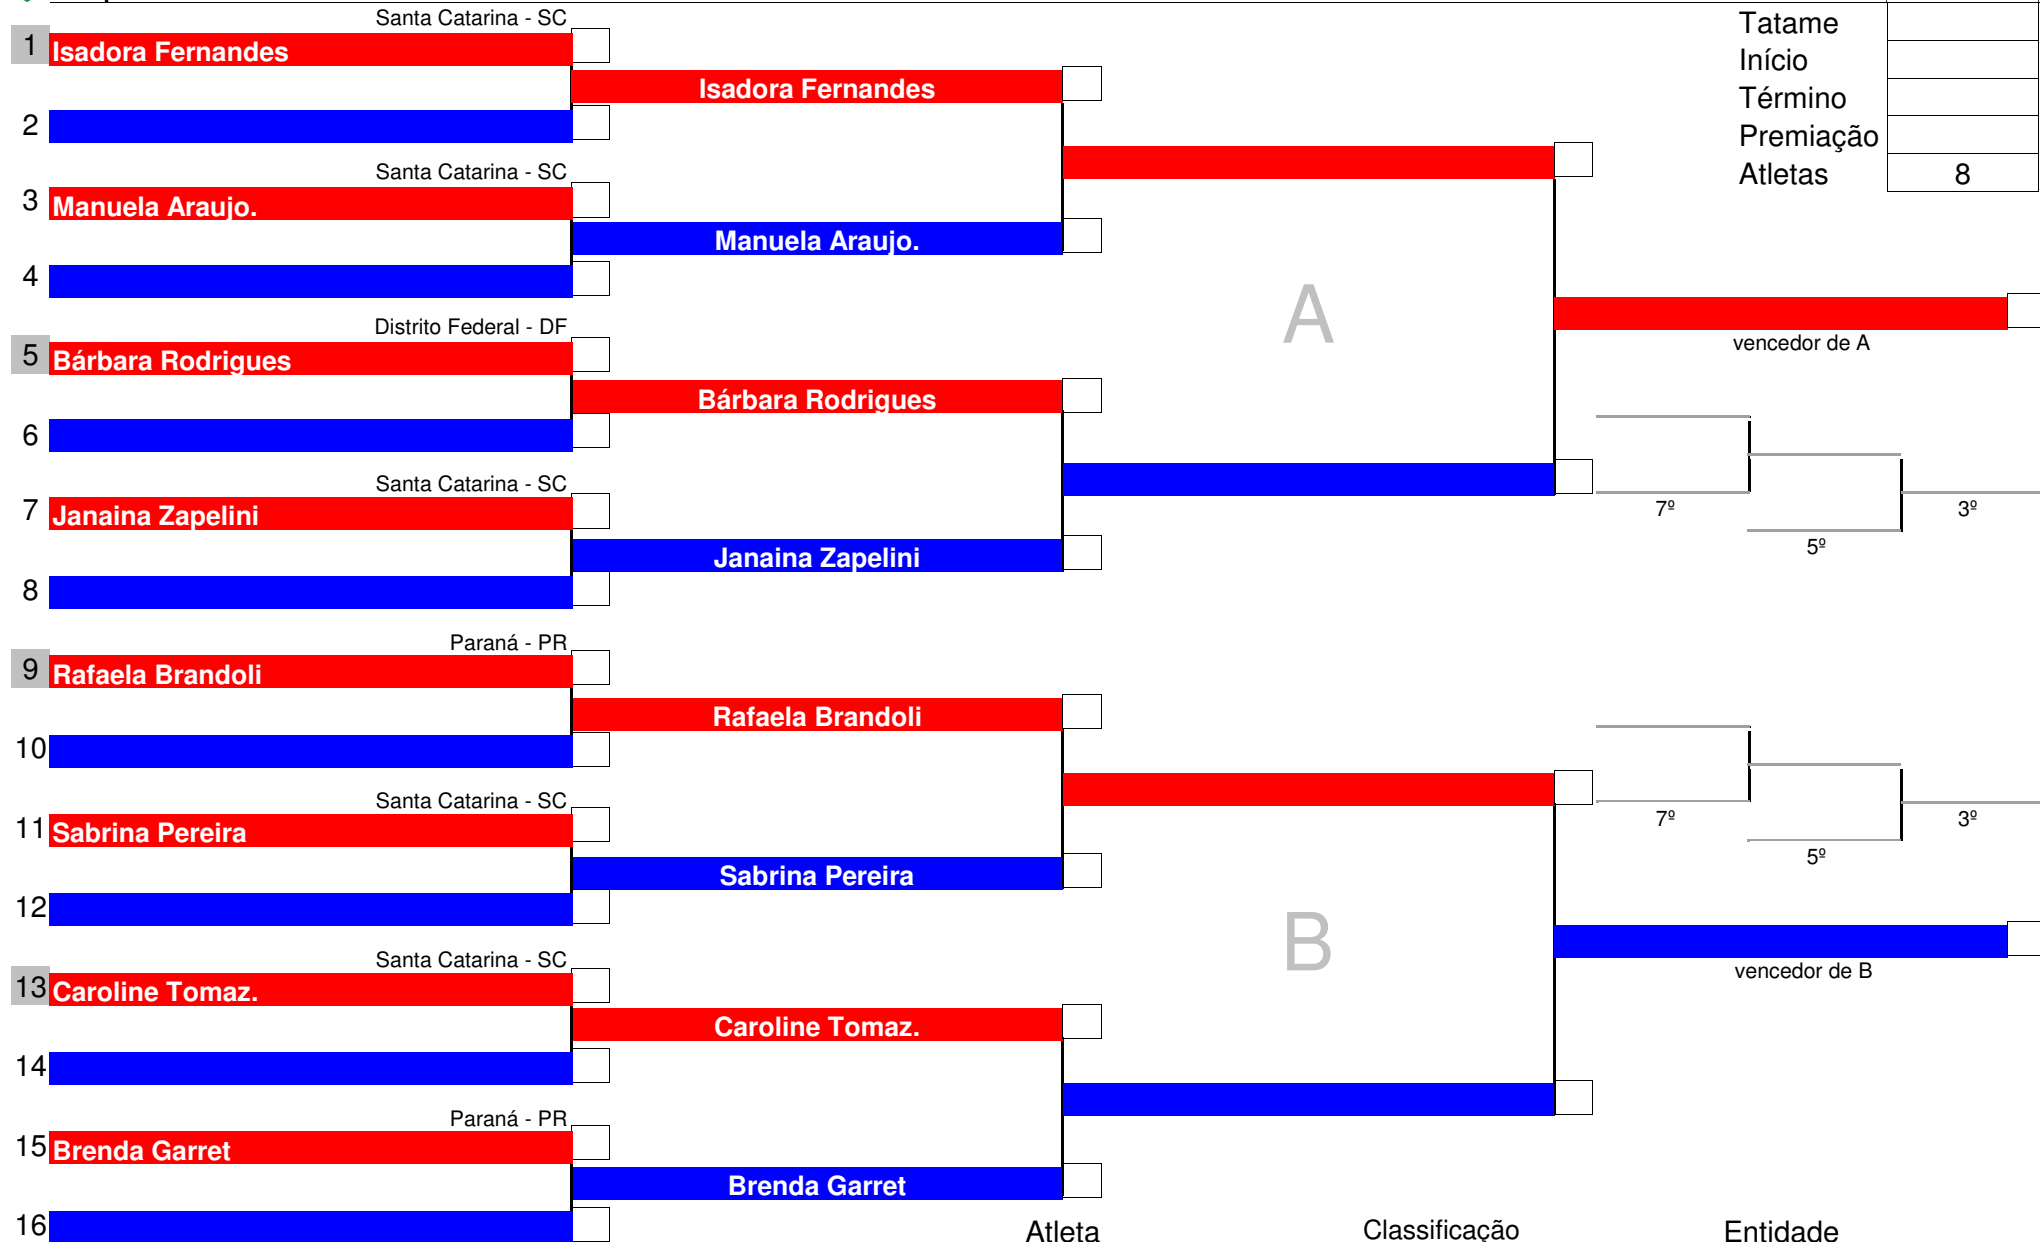 Santa Catarina - SC
1 Isadora Fernandes
Isadora Fernandes
2
Santa Catarina - SC
3 Manuela Araujo.
Manuela Araujo.
4
Distrito Federal - DF
5 Bárbara Rodrigues
Bárbara Rodrigues
6
Santa Catarina - SC
7 Janaina Zapelini
Janaina Zapelini
8
Paraná - PR
9 Rafaela Brandoli
Rafaela Brandoli
10
Santa Catarina - SC
11 Sabrina Pereira
Sabrina Pereira
12
Santa Catarina - SC
13 Caroline Tomaz.
Caroline Tomaz.
14
Paraná - PR
15 Brenda Garret
Brenda Garret
16
A
B
Tatame
Início
Término
Premiação
Atletas 8
vencedor de A
7º 3º
5º
7º 3º
5º
vencedor de B
Atleta Classificação Entidade